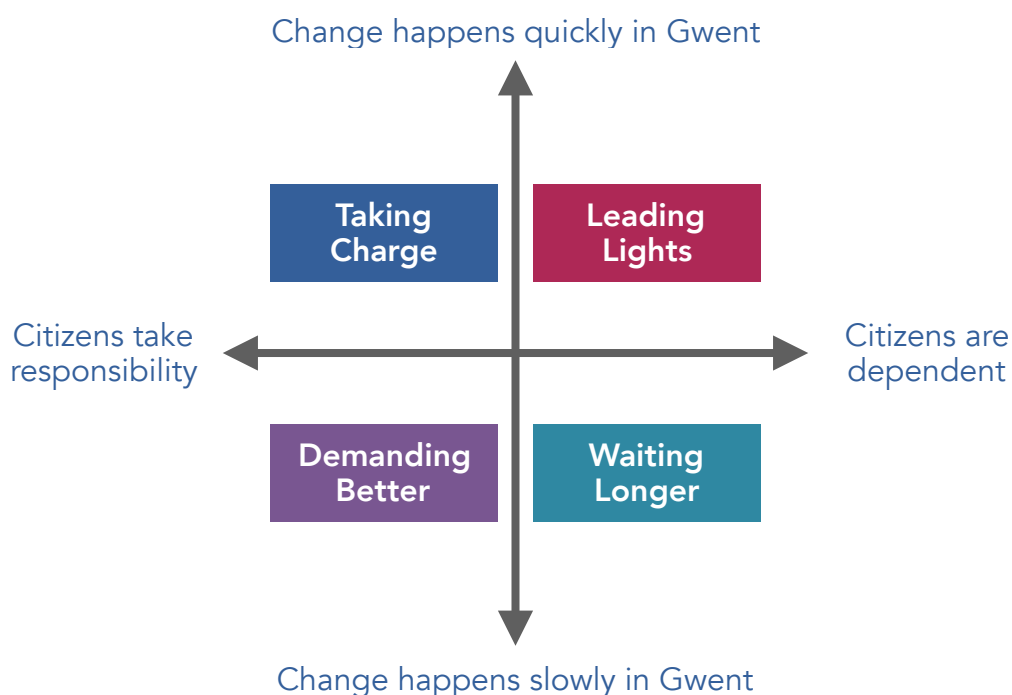 Change happens quickly in Gwent
Taking
Charge
Leading
Lights
Citizens take
responsibility
Citizens are
dependent
Demanding
Better
Waiting
Longer
Change happens slowly in Gwent